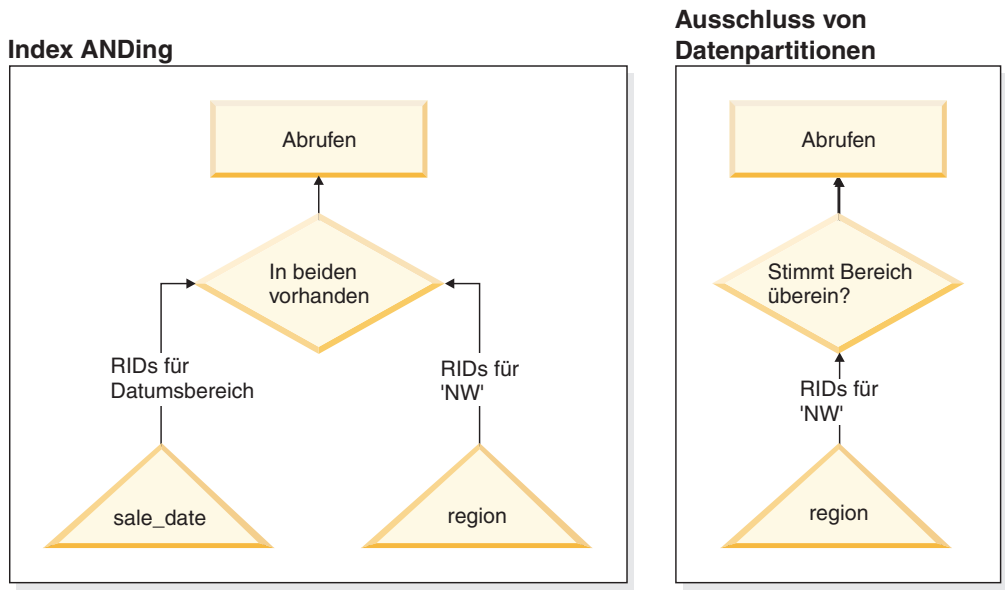 Index ANDing
Abrufen
In beiden
vorhanden
RIDs für
Datumsbereich
RIDs für
'NW'
sale_date
region
Ausschluss von
Datenpartitionen
Abrufen
Stimmt Bereich
überein?
RIDs für
'NW'
region